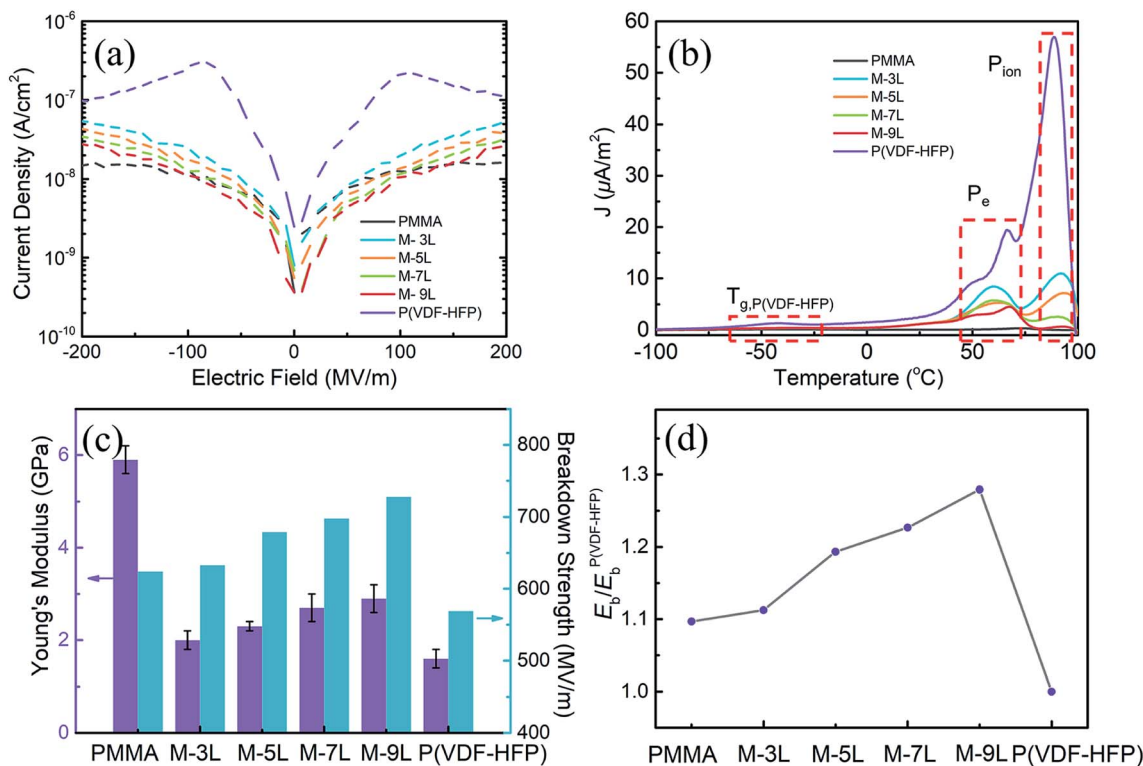 (a)
Current Density (A/cm²)
10⁻⁶
10⁻⁷
10⁻⁸
10⁻⁹
10⁻¹⁰
PMMA
M- 3L
M-5L
M-7L
M- 9L
P(VDF-HFP)
-200 -100 0 100 200
Electric Field (MV/m)
(b)
J (μA/m²)
60
50
40
30
20
10
0
PMMA
M-3L
M-5L
M-7L
M-9L
P(VDF-HFP)
P_ion
P_e
T_g,P(VDF-HFP)
-100 -50 0 50 100
Temperature (°C)
(c)
Young's Modulus (GPa)
6
4
2
0
Breakdown Strength (MV/m)
800
700
600
500
400
PMMA M-3L M-5L M-7L M-9L P(VDF-HFP)
(d)
E_b/E_b^P(VDF-HFP)
1.3
1.2
1.1
1.0
PMMA M-3L M-5L M-7L M-9L P(VDF-HFP)